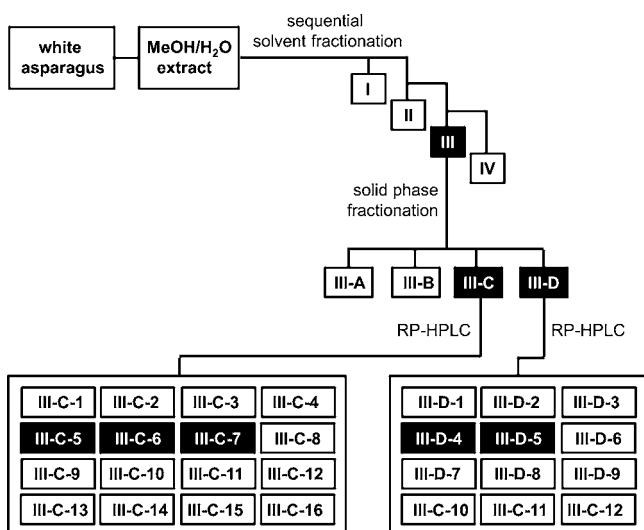 sequential
solvent fractionation
white
asparagus
MeOH/H2O
extract
I
II
III
IV
solid phase
fractionation
III-A
III-B
III-C
III-D
RP-HPLC
RP-HPLC
III-C-1 III-C-2 III-C-3 III-C-4
III-C-5 III-C-6 III-C-7 III-C-8
III-C-9 III-C-10 III-C-11 III-C-12
III-C-13 III-C-14 III-C-15 III-C-16
III-D-1 III-D-2 III-D-3
III-D-4 III-D-5 III-D-6
III-D-7 III-D-8 III-D-9
III-C-10 III-C-11 III-C-12